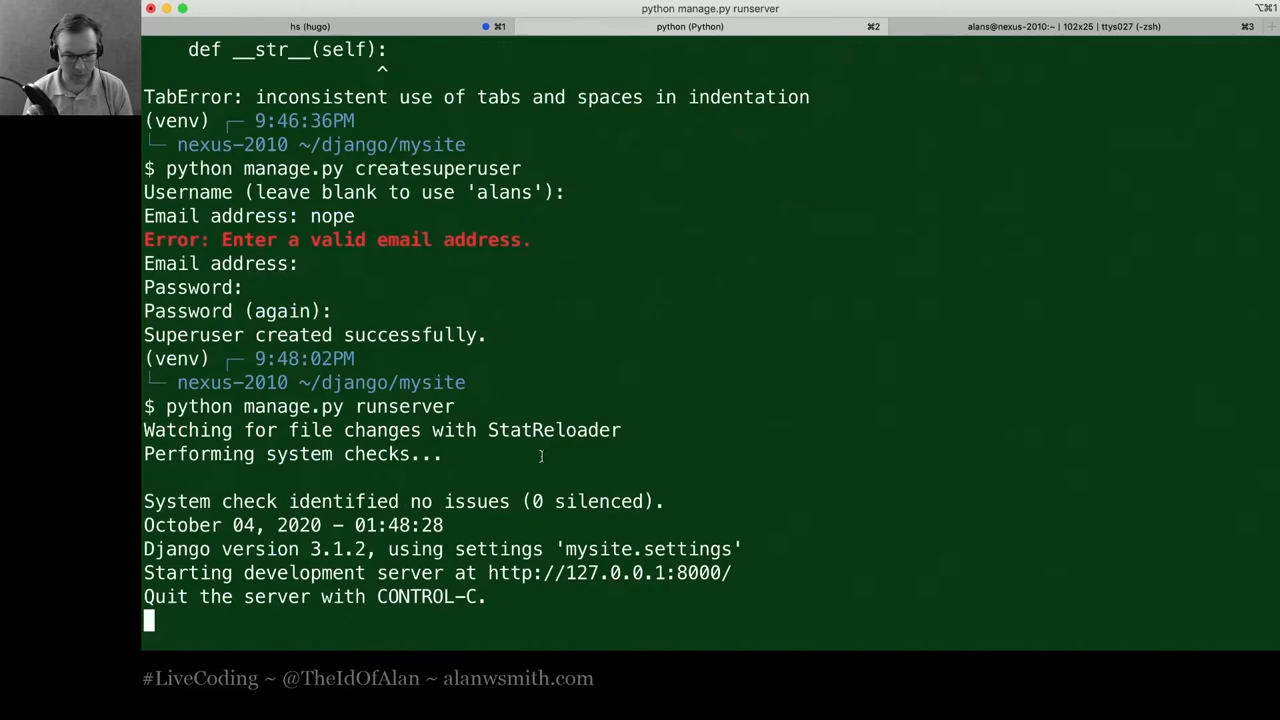 python manage.py runserver
⌥⌘1
hs (hugo)
⌘1
python (Python)
⌘2
alans@nexus-2010:~ | 102x25 | ttys027 (-zsh)
⌘3
def __str__(self):
^
TabError: inconsistent use of tabs and spaces in indentation
(venv) ┌─ 9:46:36PM
└─ nexus-2010 ~/django/mysite
$ python manage.py createsuperuser
Username (leave blank to use 'alans'):
Email address: nope
Error: Enter a valid email address.
Email address:
Password:
Password (again):
Superuser created successfully.
(venv) ┌─ 9:48:02PM
└─ nexus-2010 ~/django/mysite
$ python manage.py runserver
Watching for file changes with StatReloader
Performing system checks...
System check identified no issues (0 silenced).
October 04, 2020 - 01:48:28
Django version 3.1.2, using settings 'mysite.settings'
Starting development server at http://127.0.0.1:8000/
Quit the server with CONTROL-C.
#LiveCoding ~ @TheIdOfAlan ~ alanwsmith.com